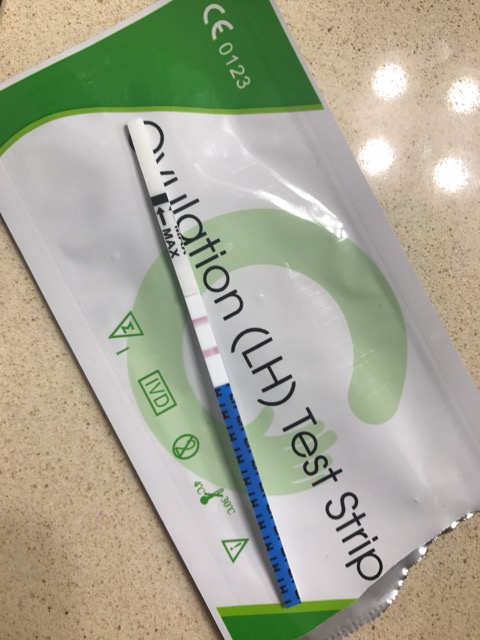 CE 0123
Ovulation (LH) Test Strip
MAX
IVD
4°C
30°C